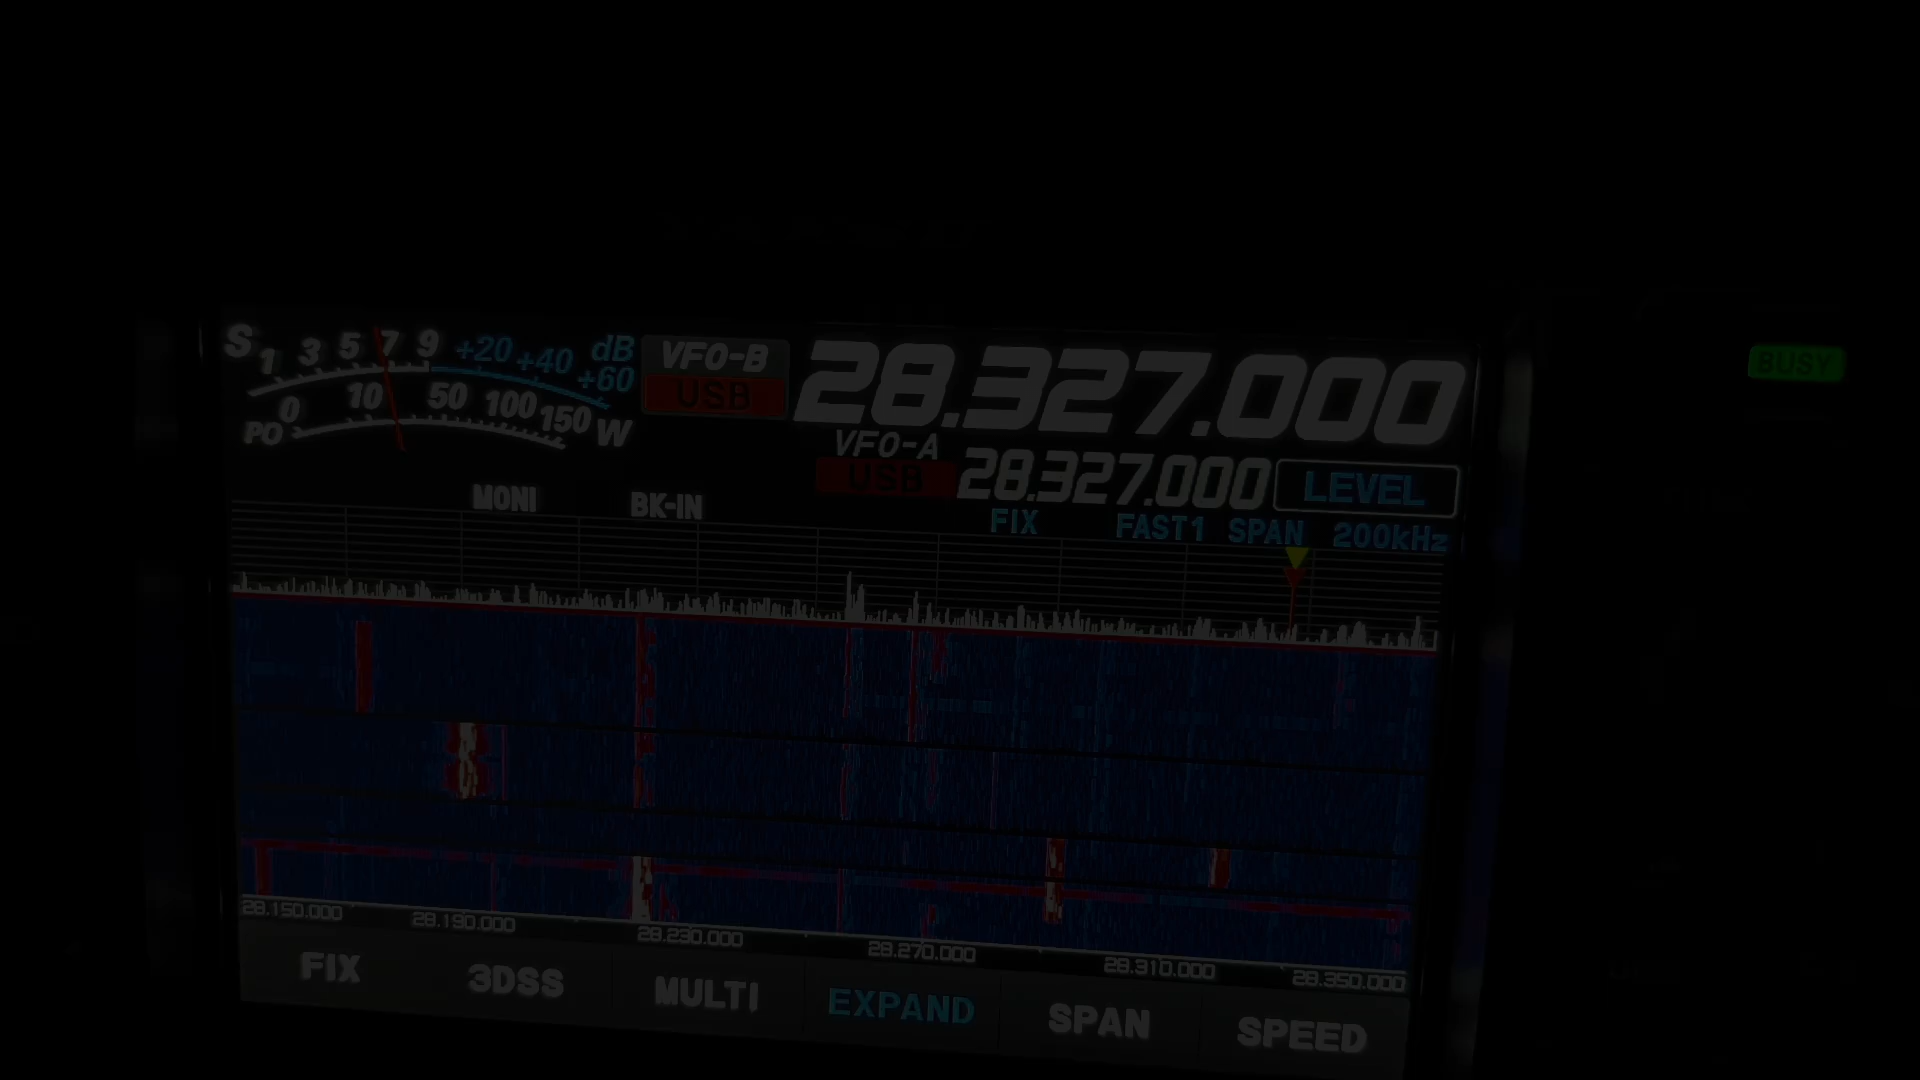 S 1 3 5 7 9 +20 +40 +60 dB
PO 0 10 50 100 150 W
VFO-B
USB
28.327.000
BUSY
VFO-A
USB
28.327.000
LEVEL
MONI BK-IN
FIX FAST1 SPAN 200kHz
28.150.000 28.190.000 28.230.000 28.270.000 28.310.000 28.350.000
FIX 3DSS MULTI EXPAND SPAN SPEED